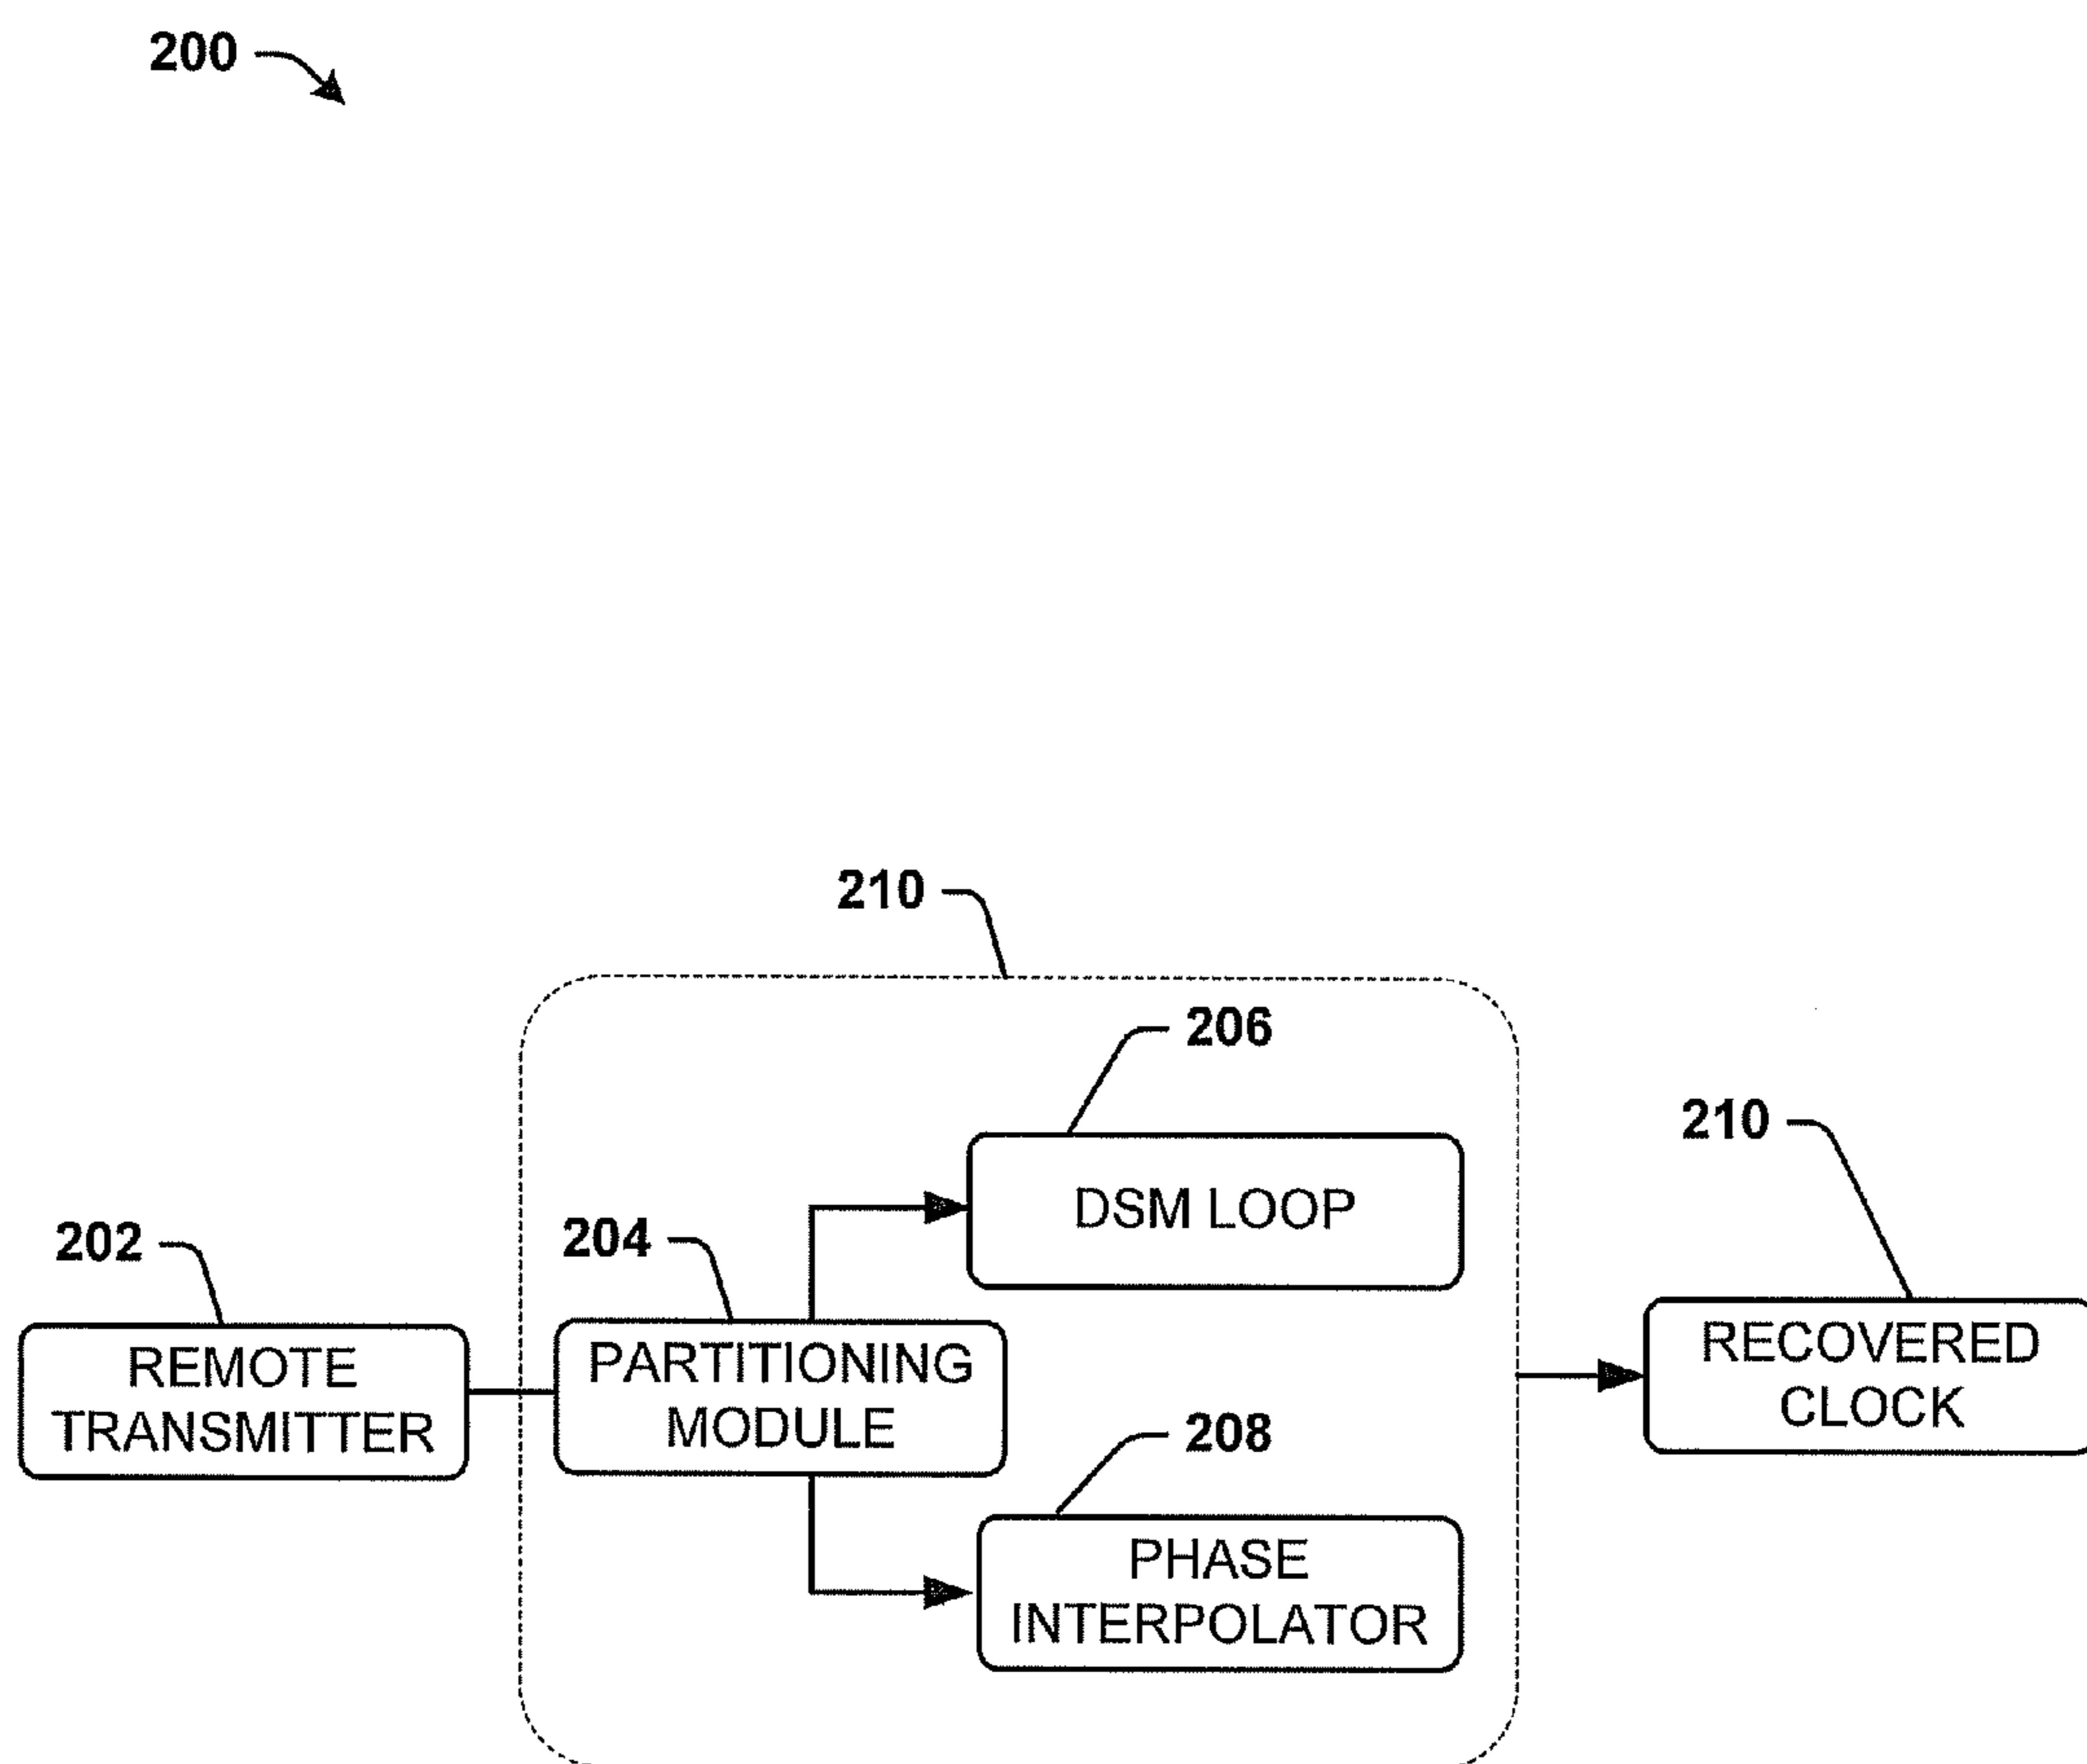 200
210
206
DSM LOOP
210
202
204
REMOTE
TRANSMITTER
PARTITIONING
MODULE
RECOVERED
CLOCK
208
PHASE
INTERPOLATOR